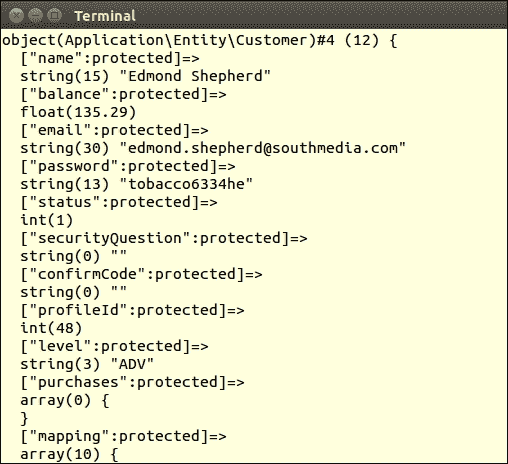 Terminal
object(Application\Entity\Customer)#4 (12) {
  ["name":protected]=>
  string(15) "Edmond Shepherd"
  ["balance":protected]=>
  float(135.29)
  ["email":protected]=>
  string(30) "edmond.shepherd@southmedia.com"
  ["password":protected]=>
  string(13) "tobacco6334he"
  ["status":protected]=>
  int(1)
  ["securityQuestion":protected]=>
  string(0) ""
  ["confirmCode":protected]=>
  string(0) ""
  ["profileId":protected]=>
  int(48)
  ["level":protected]=>
  string(3) "ADV"
  ["purchases":protected]=>
  array(0) {
  }
  ["mapping":protected]=>
  array(10) {